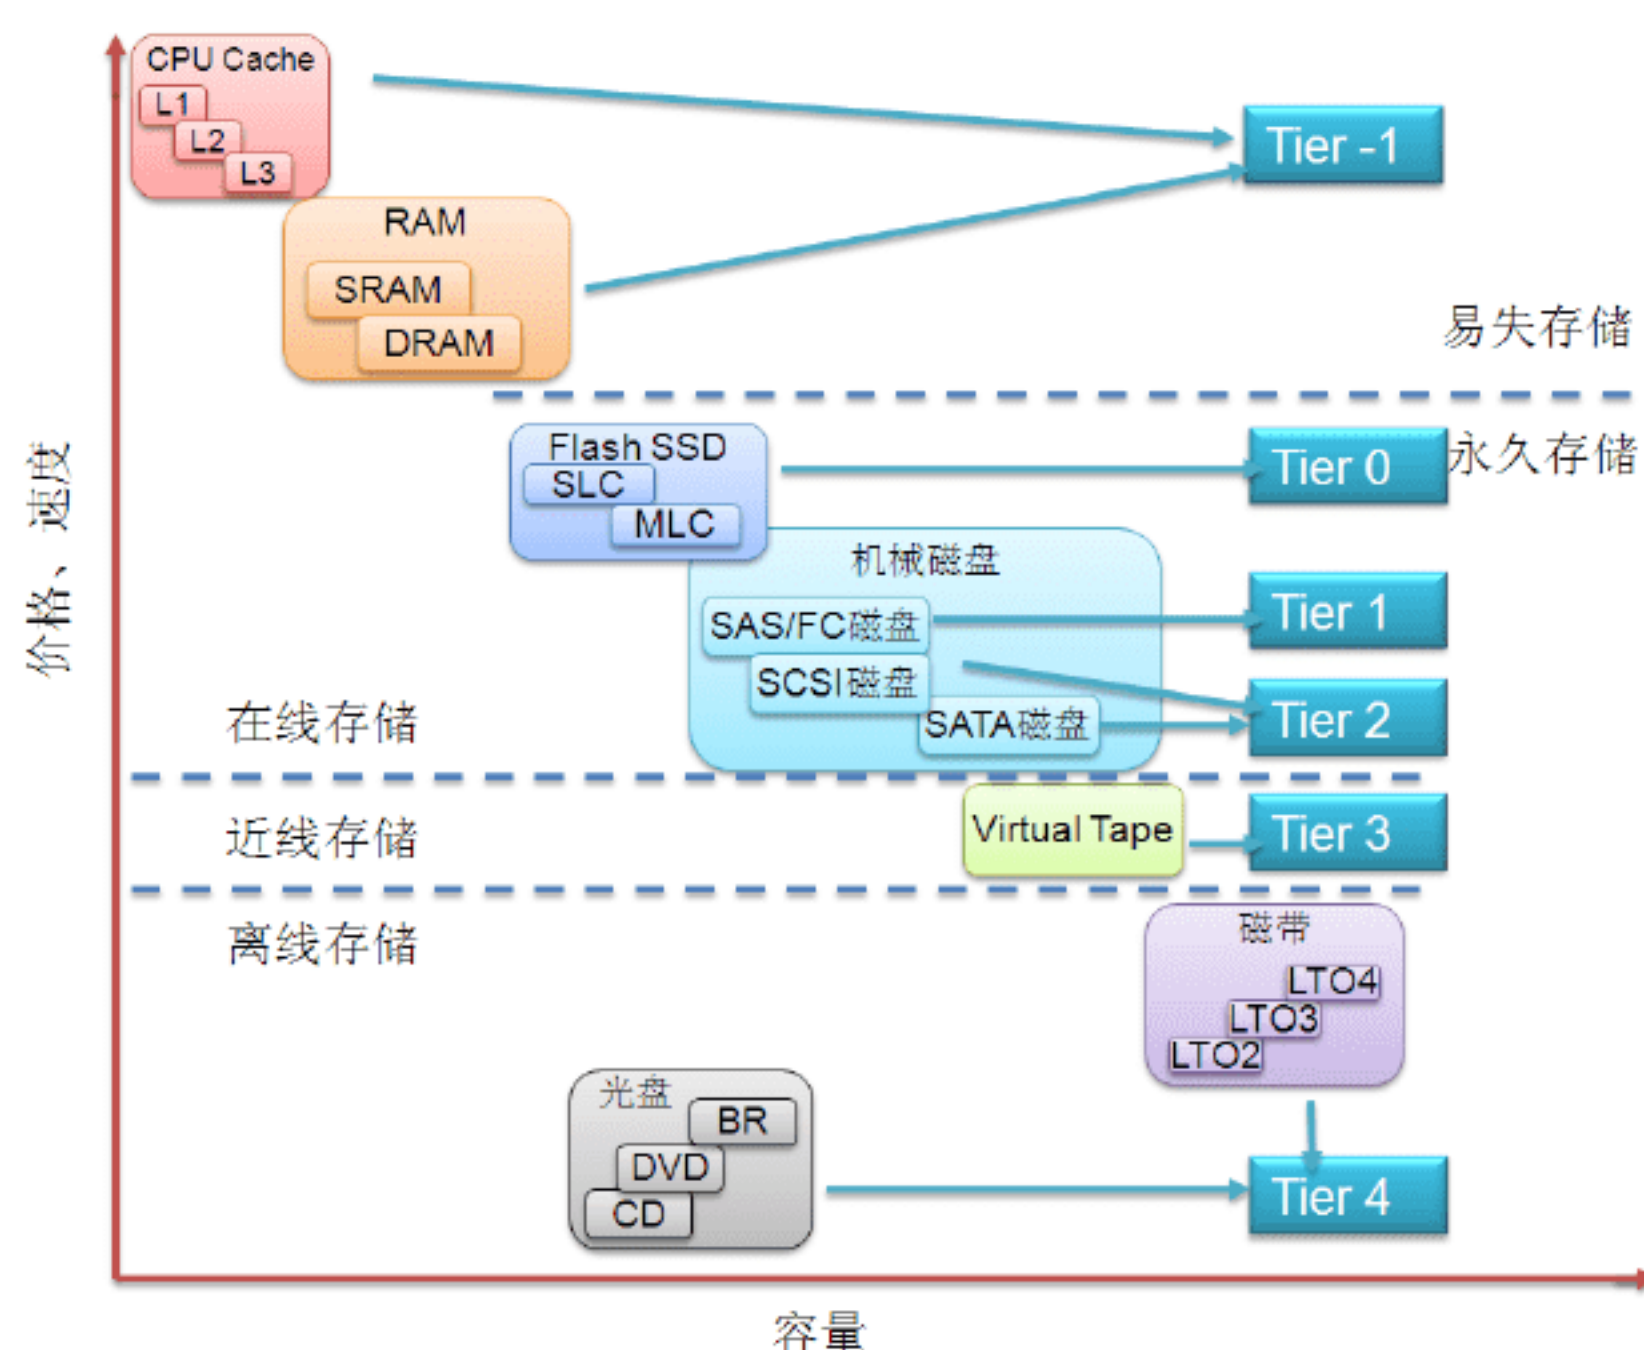 CPU Cache
L1
L2
L3
Tier -1
RAM
SRAM
DRAM
易失存储
Flash SSD
SLC
MLC
Tier 0
永久存储
价格、速度
机械磁盘
SAS/FC磁盘
Tier 1
SCSI磁盘
SATA磁盘
Tier 2
在线存储
近线存储
Virtual Tape
Tier 3
离线存储
磁带
LTO4
LTO3
LTO2
光盘
BR
DVD
CD
Tier 4
容量